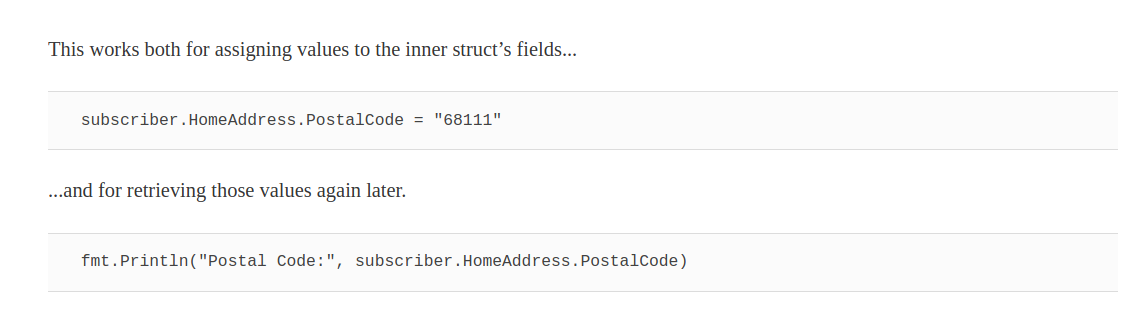 This works both for assigning values to the inner struct’s fields...
subscriber.HomeAddress.PostalCode = "68111"
...and for retrieving those values again later.
fmt.Println("Postal Code:", subscriber.HomeAddress.PostalCode)